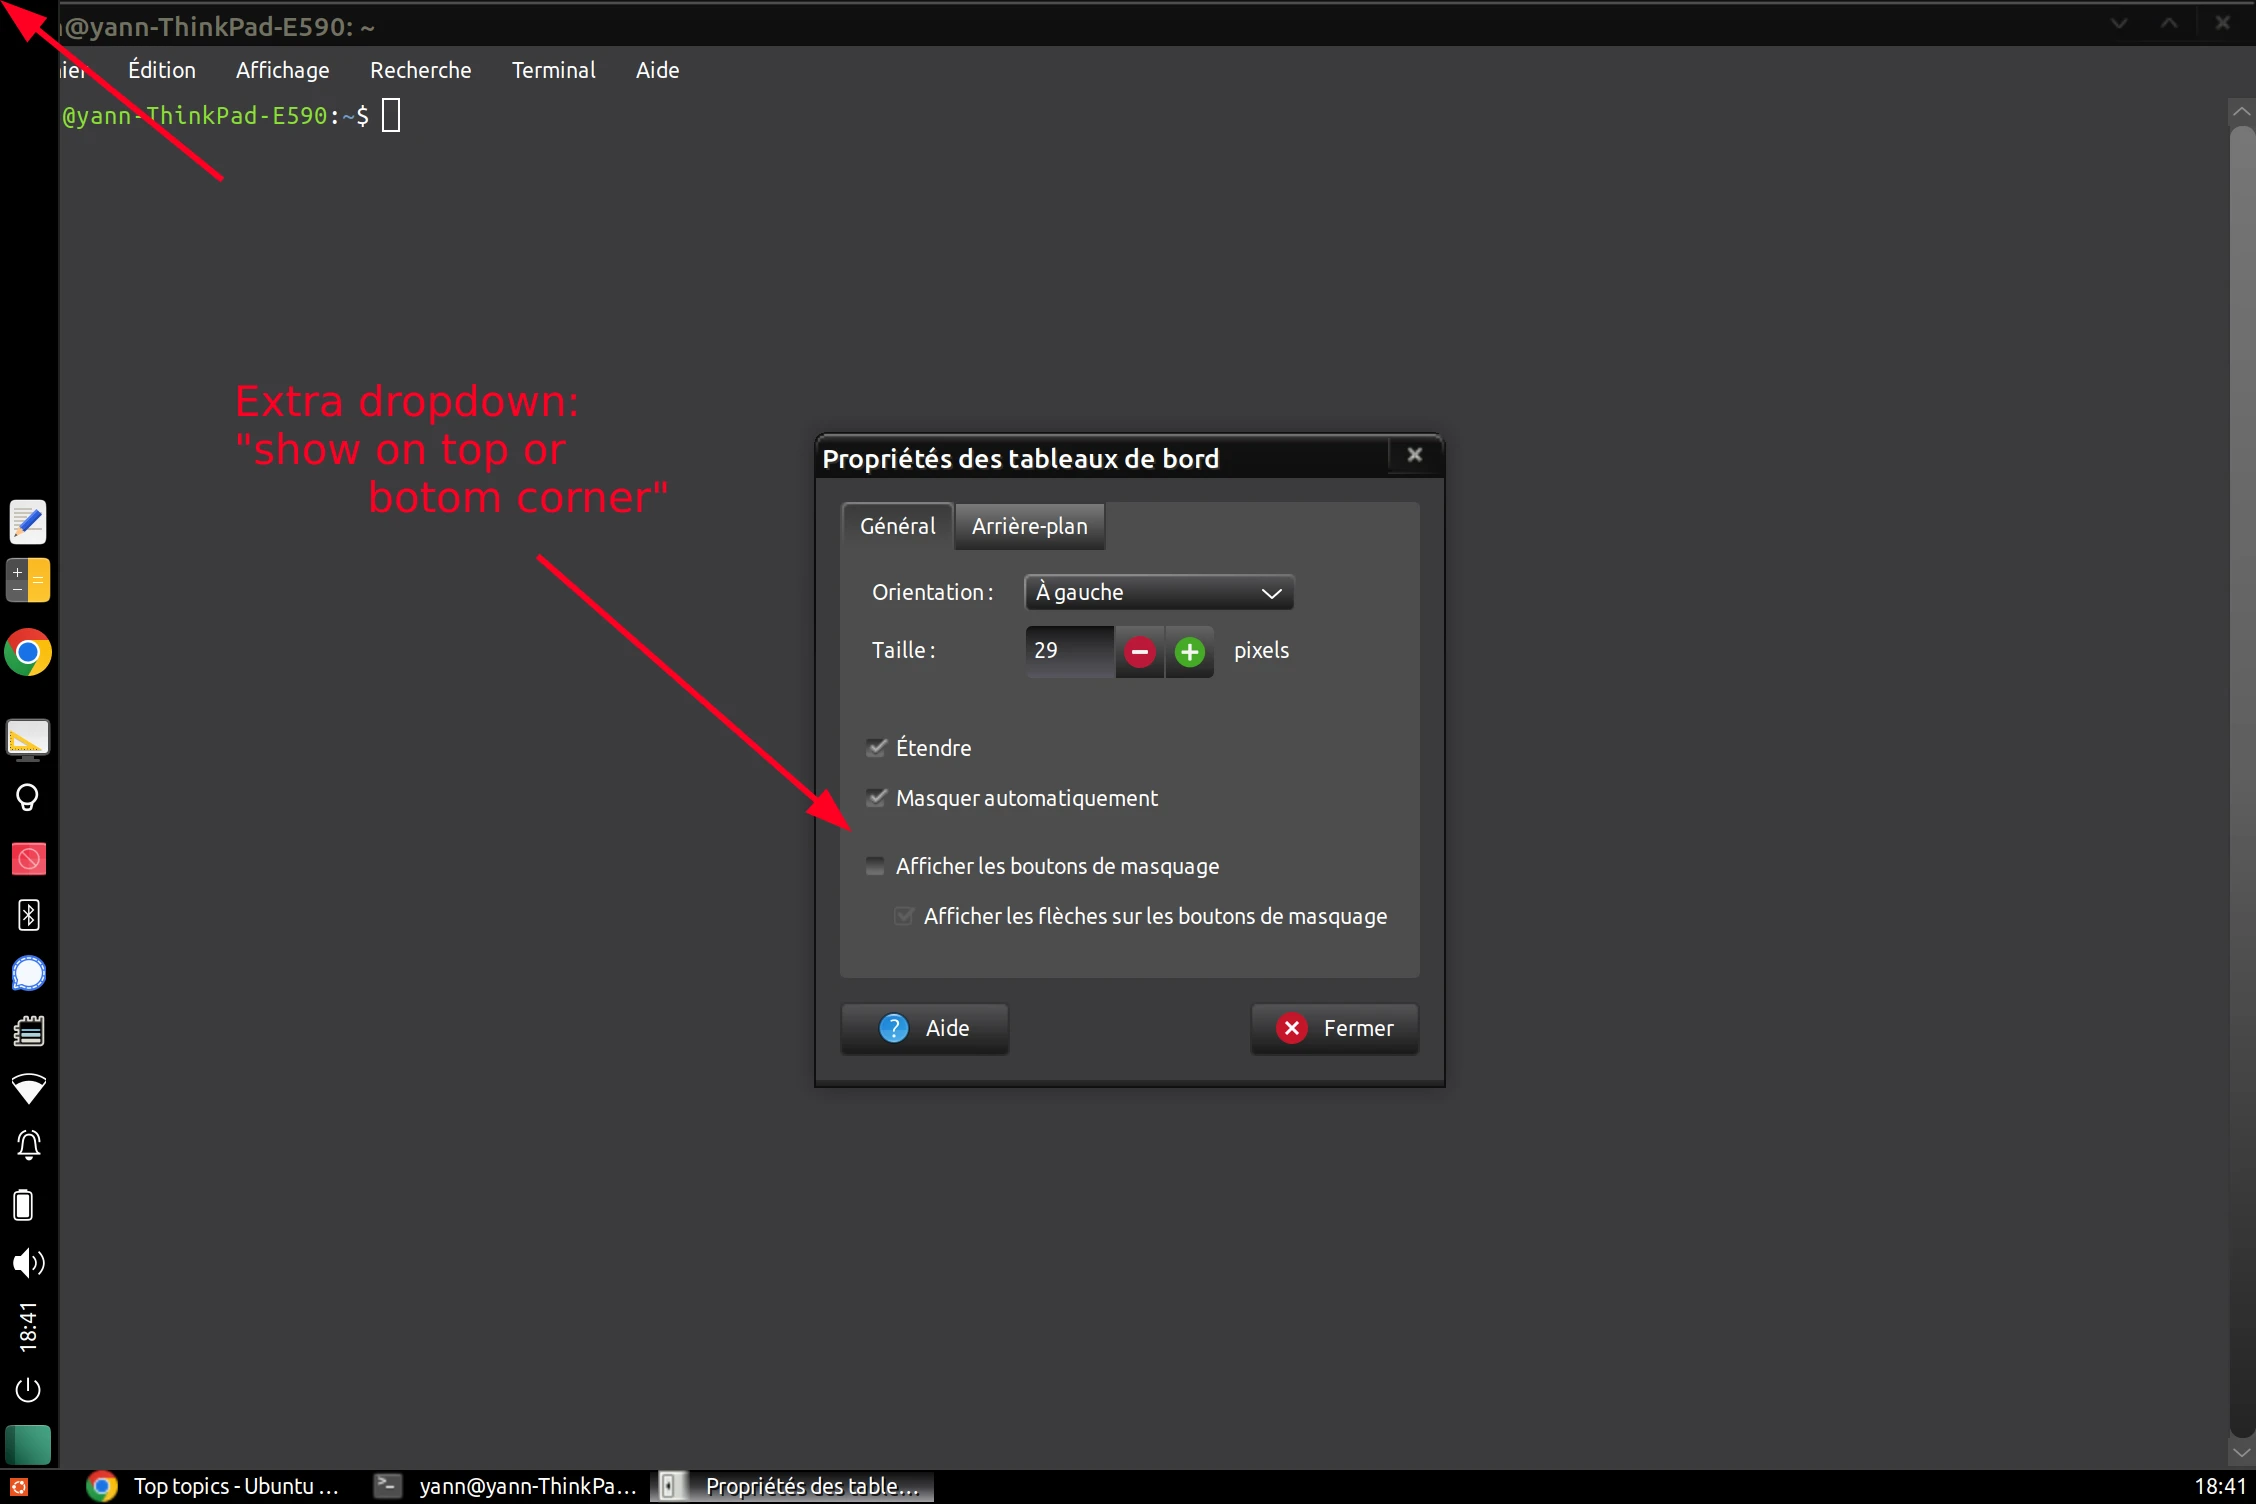 @yann-ThinkPad-E590: ~
Édition Affichage Recherche Terminal Aide
@yann-ThinkPad-E590:~$
Extra dropdown:
"show on top or
botom corner"
Propriétés des tableaux de bord
Général Arrière-plan
Orientation : À gauche
Taille : 29 pixels
Étendre
Masquer automatiquement
Afficher les boutons de masquage
Afficher les flèches sur les boutons de masquage
Aide Fermer
18:41
Top topics - Ubuntu ... yann@yann-ThinkPa... Propriétés des table... 18:41